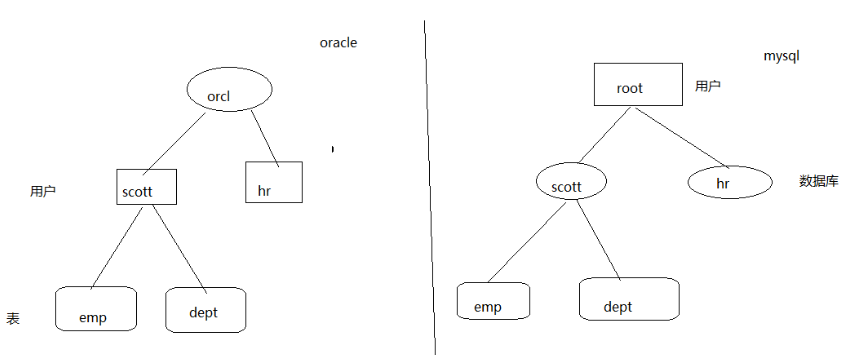 oracle
orcl
用户
scott
hr
表
emp
dept
mysql
root
用户
scott
hr
数据库
emp
dept